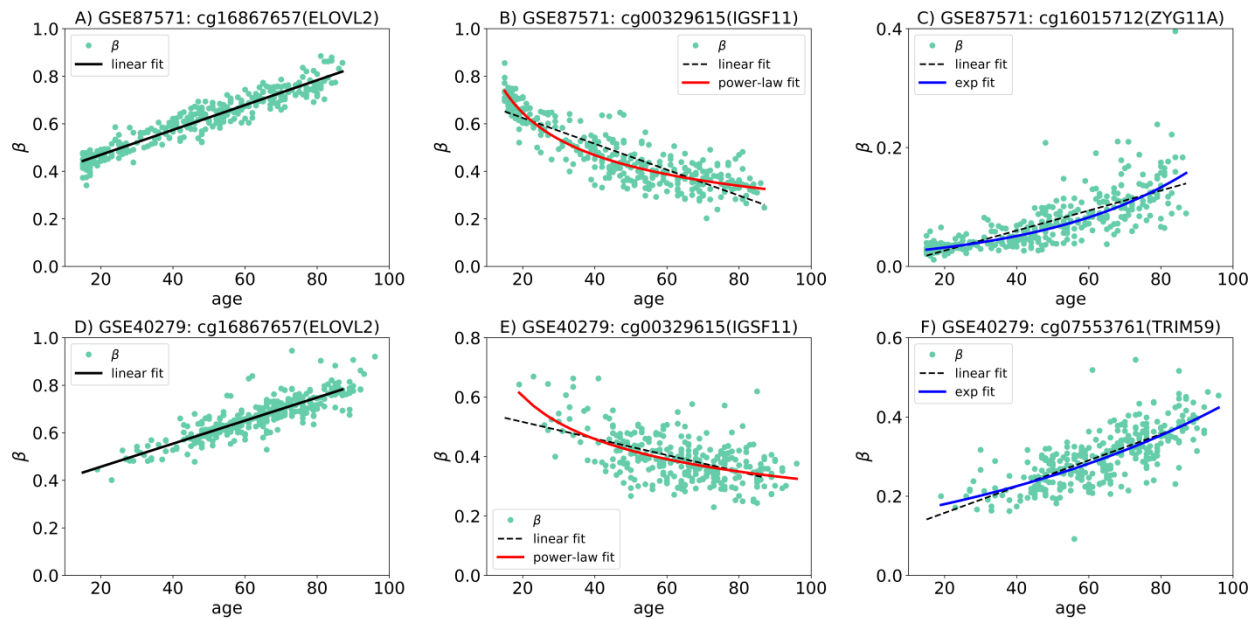 A) GSE87571: cg16867657(ELOVL2)
1.0
0.8
0.6
0.4
0.2
0.0
β
β
linear fit
20
40
60
80
100
age
B) GSE87571: cg00329615(IGSF11)
1.0
0.8
0.6
0.4
0.2
0.0
β
β
linear fit
power-law fit
20
40
60
80
100
age
C) GSE87571: cg16015712(ZYG11A)
0.4
0.2
0.0
β
β
linear fit
exp fit
20
40
60
80
100
age
D) GSE40279: cg16867657(ELOVL2)
1.0
0.8
0.6
0.4
0.2
0.0
β
β
linear fit
20
40
60
80
100
age
E) GSE40279: cg00329615(IGSF11)
0.8
0.6
0.4
0.2
0.0
β
β
linear fit
power-law fit
20
40
60
80
100
age
F) GSE40279: cg07553761(TRIM59)
0.6
0.4
0.2
0.0
β
β
linear fit
exp fit
20
40
60
80
100
age